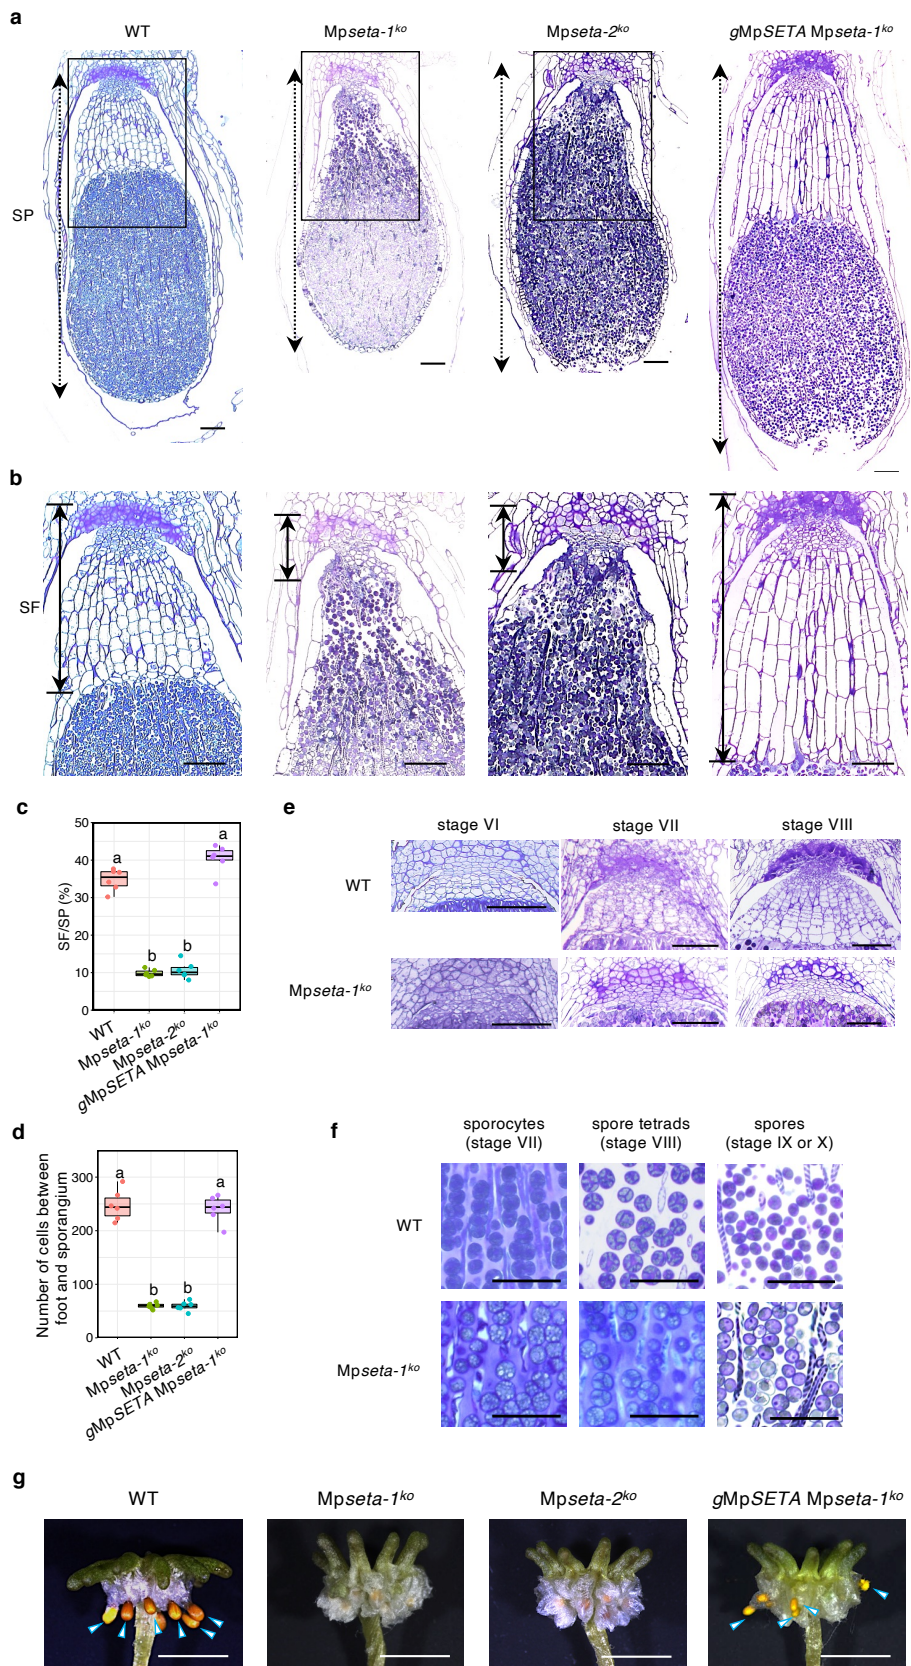 a
WT
Mpseta-1ko
Mpseta-2ko
gMpSETA Mpseta-1ko
SP
b
SF
c
SF/SP (%)
50
40
30
20
10
0
a
b
b
a
WT
Mpseta-1ko
Mpseta-2ko
gMpSETA Mpseta-1ko
e
stage VI
stage VII
stage VIII
WT
Mpseta-1ko
d
Number of cells between
foot and sporangium
300
250
100
0
a
b
b
a
WT
Mpseta-1ko
Mpseta-2ko
gMpSETA Mpseta-1ko
f
sporocytes
(stage VII)
spore tetrads
(stage VIII)
spores
(stage IX or X)
WT
Mpseta-1ko
g
WT
Mpseta-1ko
Mpseta-2ko
gMpSETA Mpseta-1ko